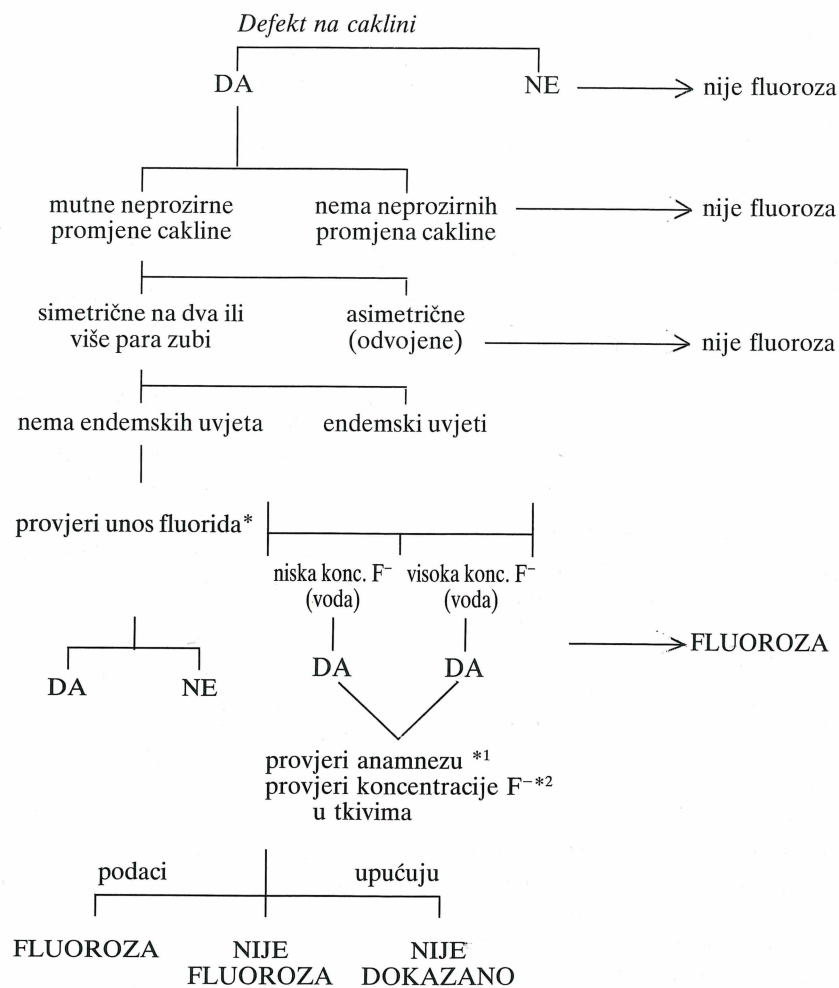 Defekt na caklini
DA
NE
nije fluoroza
mutne neprozirne
promjene cakline
nema neprozirnih
promjena cakline
nije fluoroza
simetrične na dva ili
više para zubi
asimetrične
(odvojene)
nije fluoroza
nema endemskih uvjeta
endemski uvjeti
provjeri unos fluorida*
niska konc. F⁻
(voda)
visoka konc. F⁻
(voda)
DA
NE
DA
DA
FLUOROZA
provjeri anamnezu *¹
provjeri koncentracije F⁻*²
u tkivima
podaci
upućuju
FLUOROZA
NIJE
FLUOROZA
NIJE
DOKAZANO